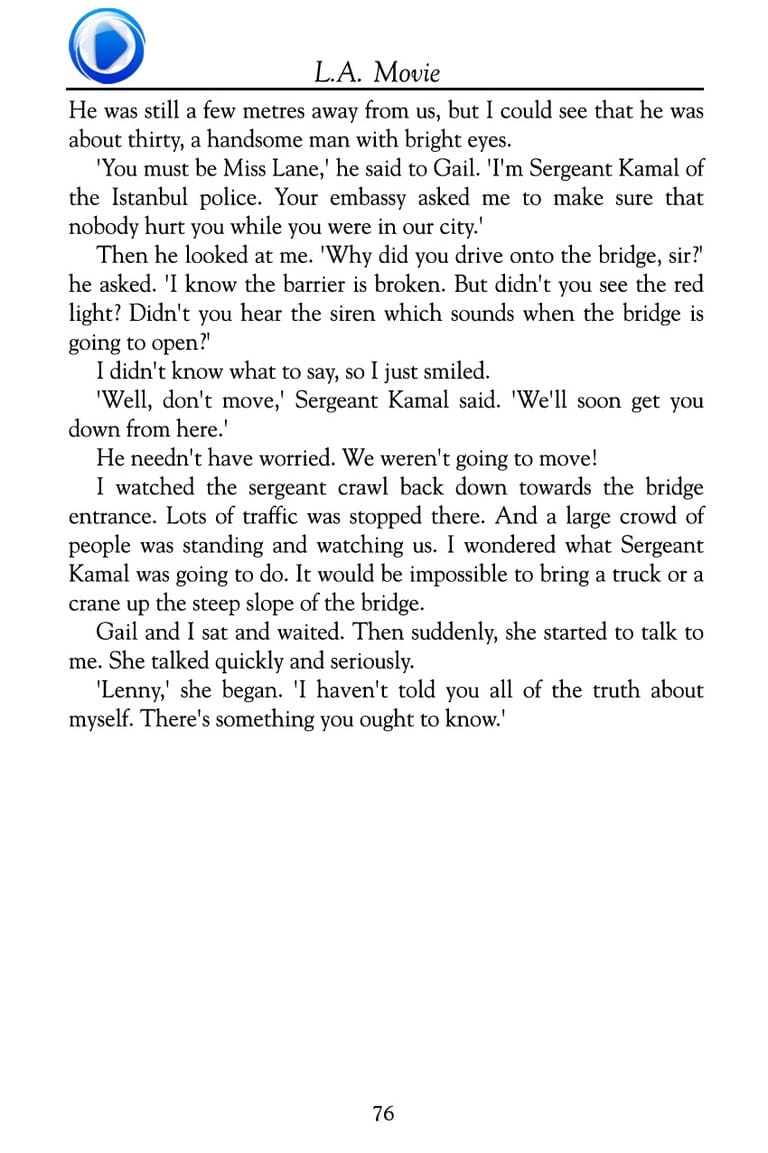 L.A. Movie
He was still a few metres away from us, but I could see that he was
about thirty, a handsome man with bright eyes.
'You must be Miss Lane,' he said to Gail. 'I'm Sergeant Kamal of
the Istanbul police. Your embassy asked me to make sure that
nobody hurt you while you were in our city.'
Then he looked at me. 'Why did you drive onto the bridge, sir?'
he asked. 'I know the barrier is broken. But didn't you see the red
light? Didn't you hear the siren which sounds when the bridge is
going to open?'
I didn't know what to say, so I just smiled.
'Well, don't move,' Sergeant Kamal said. 'We'll soon get you
down from here.'
He needn't have worried. We weren't going to move!
I watched the sergeant crawl back down towards the bridge
entrance. Lots of traffic was stopped there. And a large crowd of
people was standing and watching us. I wondered what Sergeant
Kamal was going to do. It would be impossible to bring a truck or a
crane up the steep slope of the bridge.
Gail and I sat and waited. Then suddenly, she started to talk to
me. She talked quickly and seriously.
'Lenny,' she began. 'I haven't told you all of the truth about
myself. There's something you ought to know.'
76